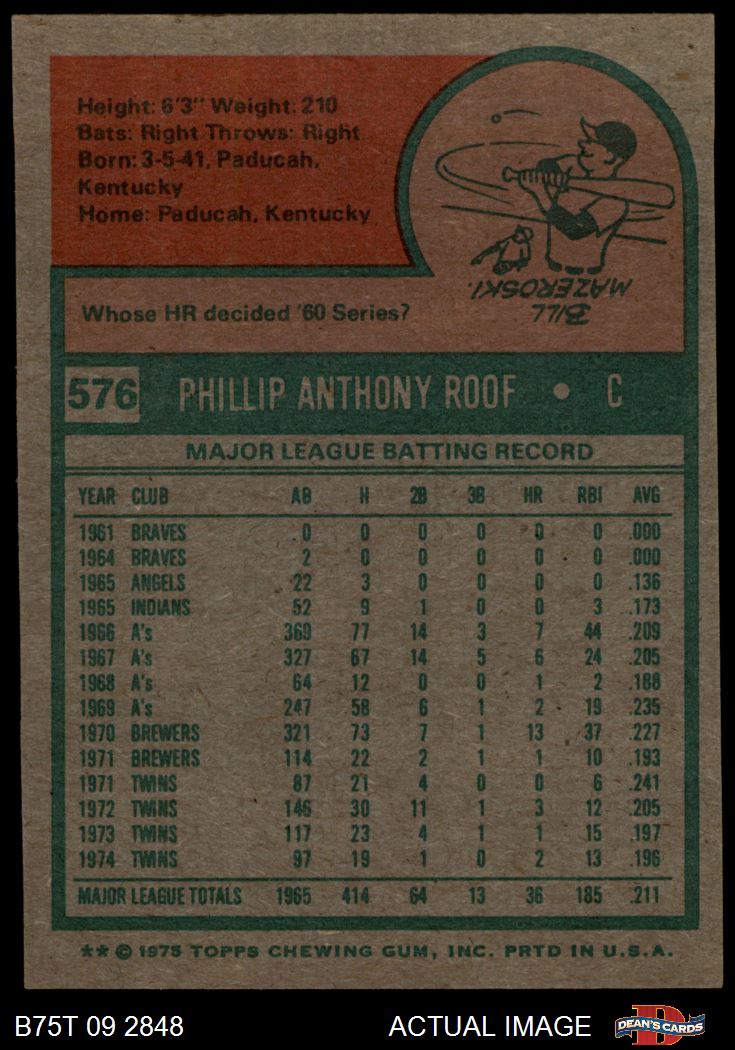 Height: 6'3" Weight: 210
Bats: Right Throws: Right
Born: 3-5-41, Paducah,
Kentucky
Home: Paducah, Kentucky
Whose HR decided '60 Series?
BILL
MAZEROSKI.
576 PHILLIP ANTHONY ROOF • C
MAJOR LEAGUE BATTING RECORD
YEAR CLUB AB H 2B 3B HR RBI AVG
1961 BRAVES 0 0 0 0 0 0 .000
1964 BRAVES 2 0 0 0 0 0 .000
1965 ANGELS 22 3 0 0 0 0 .136
1965 INDIANS 52 9 1 0 0 3 .173
1966 A's 369 77 14 3 7 44 .209
1967 A's 327 67 14 5 6 24 .205
1968 A's 64 12 0 0 1 2 .188
1969 A's 247 58 6 1 2 19 .235
1970 BREWERS 321 73 7 1 13 37 .227
1971 BREWERS 114 22 2 1 1 10 .193
1971 TWINS 87 21 4 0 0 6 .241
1972 TWINS 146 30 11 1 3 12 .205
1973 TWINS 117 23 4 1 1 15 .197
1974 TWINS 97 19 1 0 2 13 .196
MAJOR LEAGUE TOTALS 1965 414 64 13 36 185 .211
** © 1975 TOPPS CHEWING GUM, INC. PRTD IN U.S.A.
B75T 09 2848 ACTUAL IMAGE DEAN'S CARDS